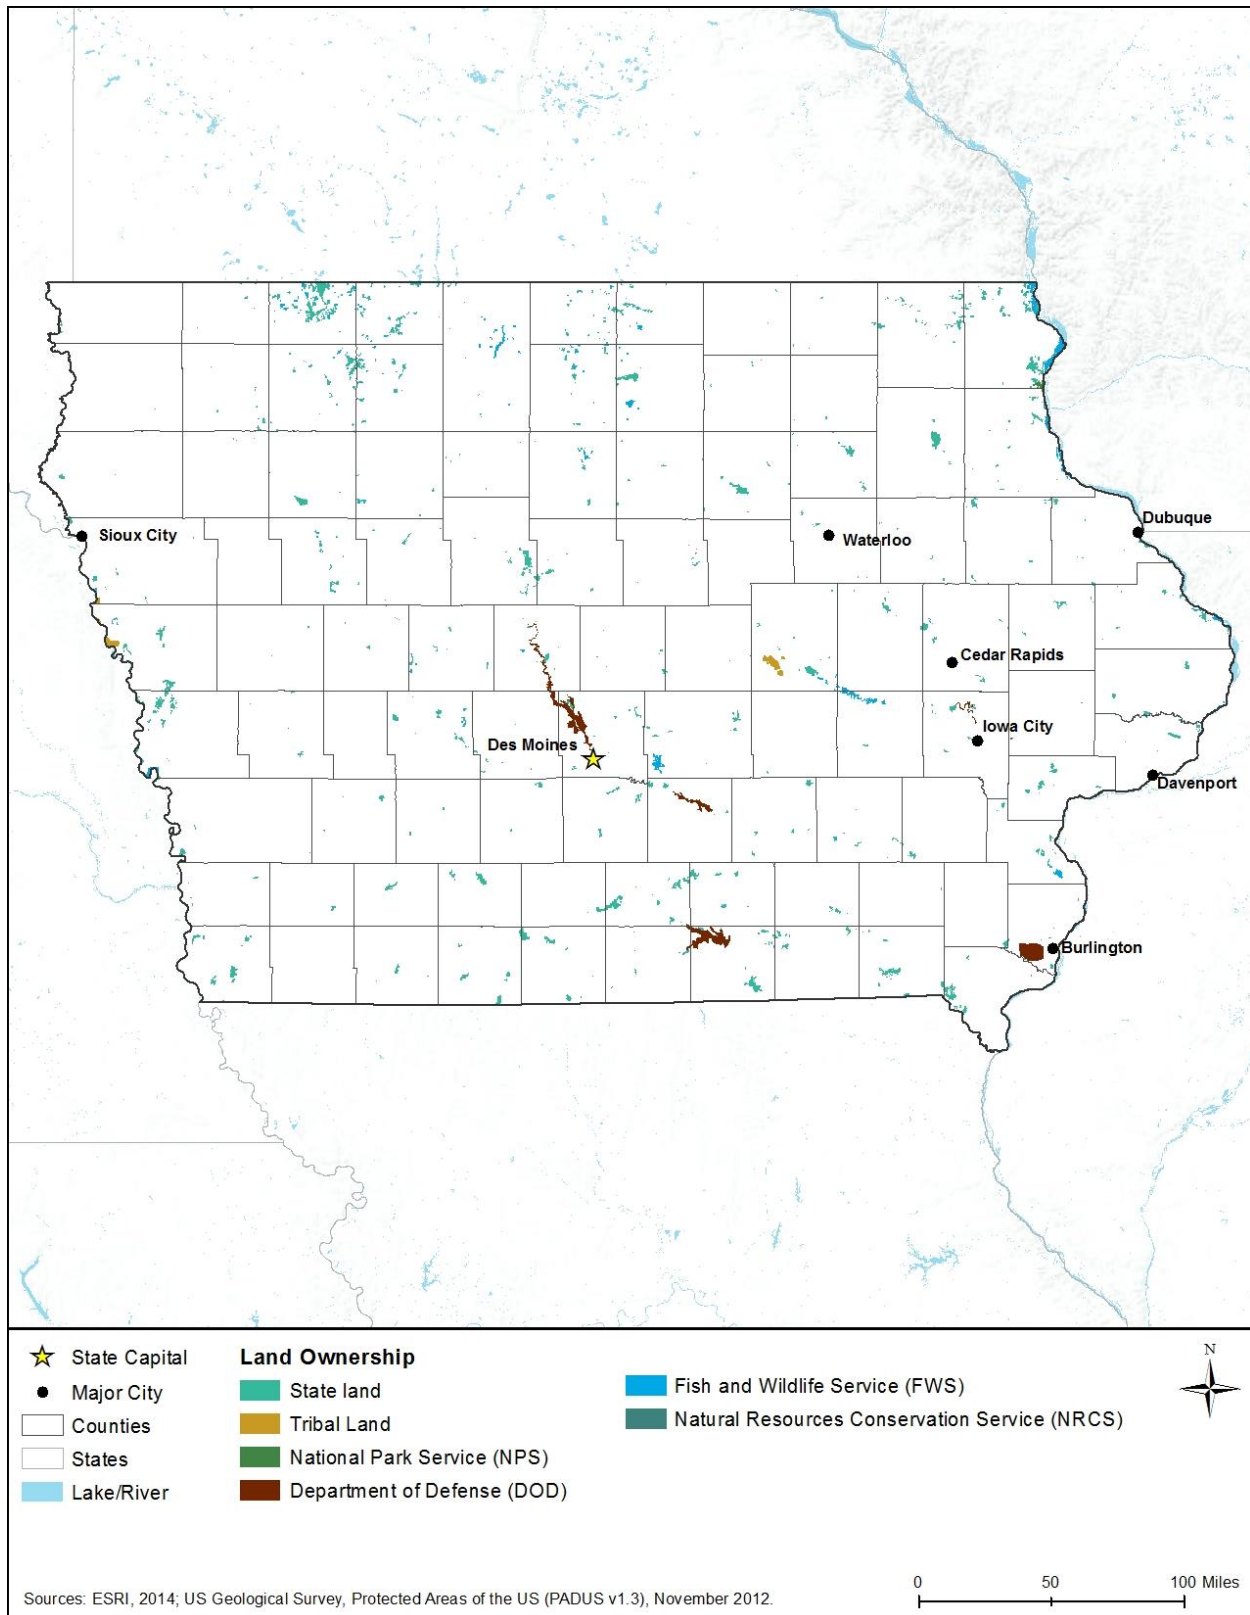 Sioux City
Waterloo
Dubuque
Cedar Rapids
Iowa City
Des Moines
Davenport
Burlington
State Capital
Major City
Counties
States
Lake/River
Land Ownership
State land
Tribal Land
National Park Service (NPS)
Department of Defense (DOD)
Fish and Wildlife Service (FWS)
Natural Resources Conservation Service (NRCS)
N
0 50 100 Miles
Sources: ESRI, 2014; US Geological Survey, Protected Areas of the US (PADUS v1.3), November 2012.